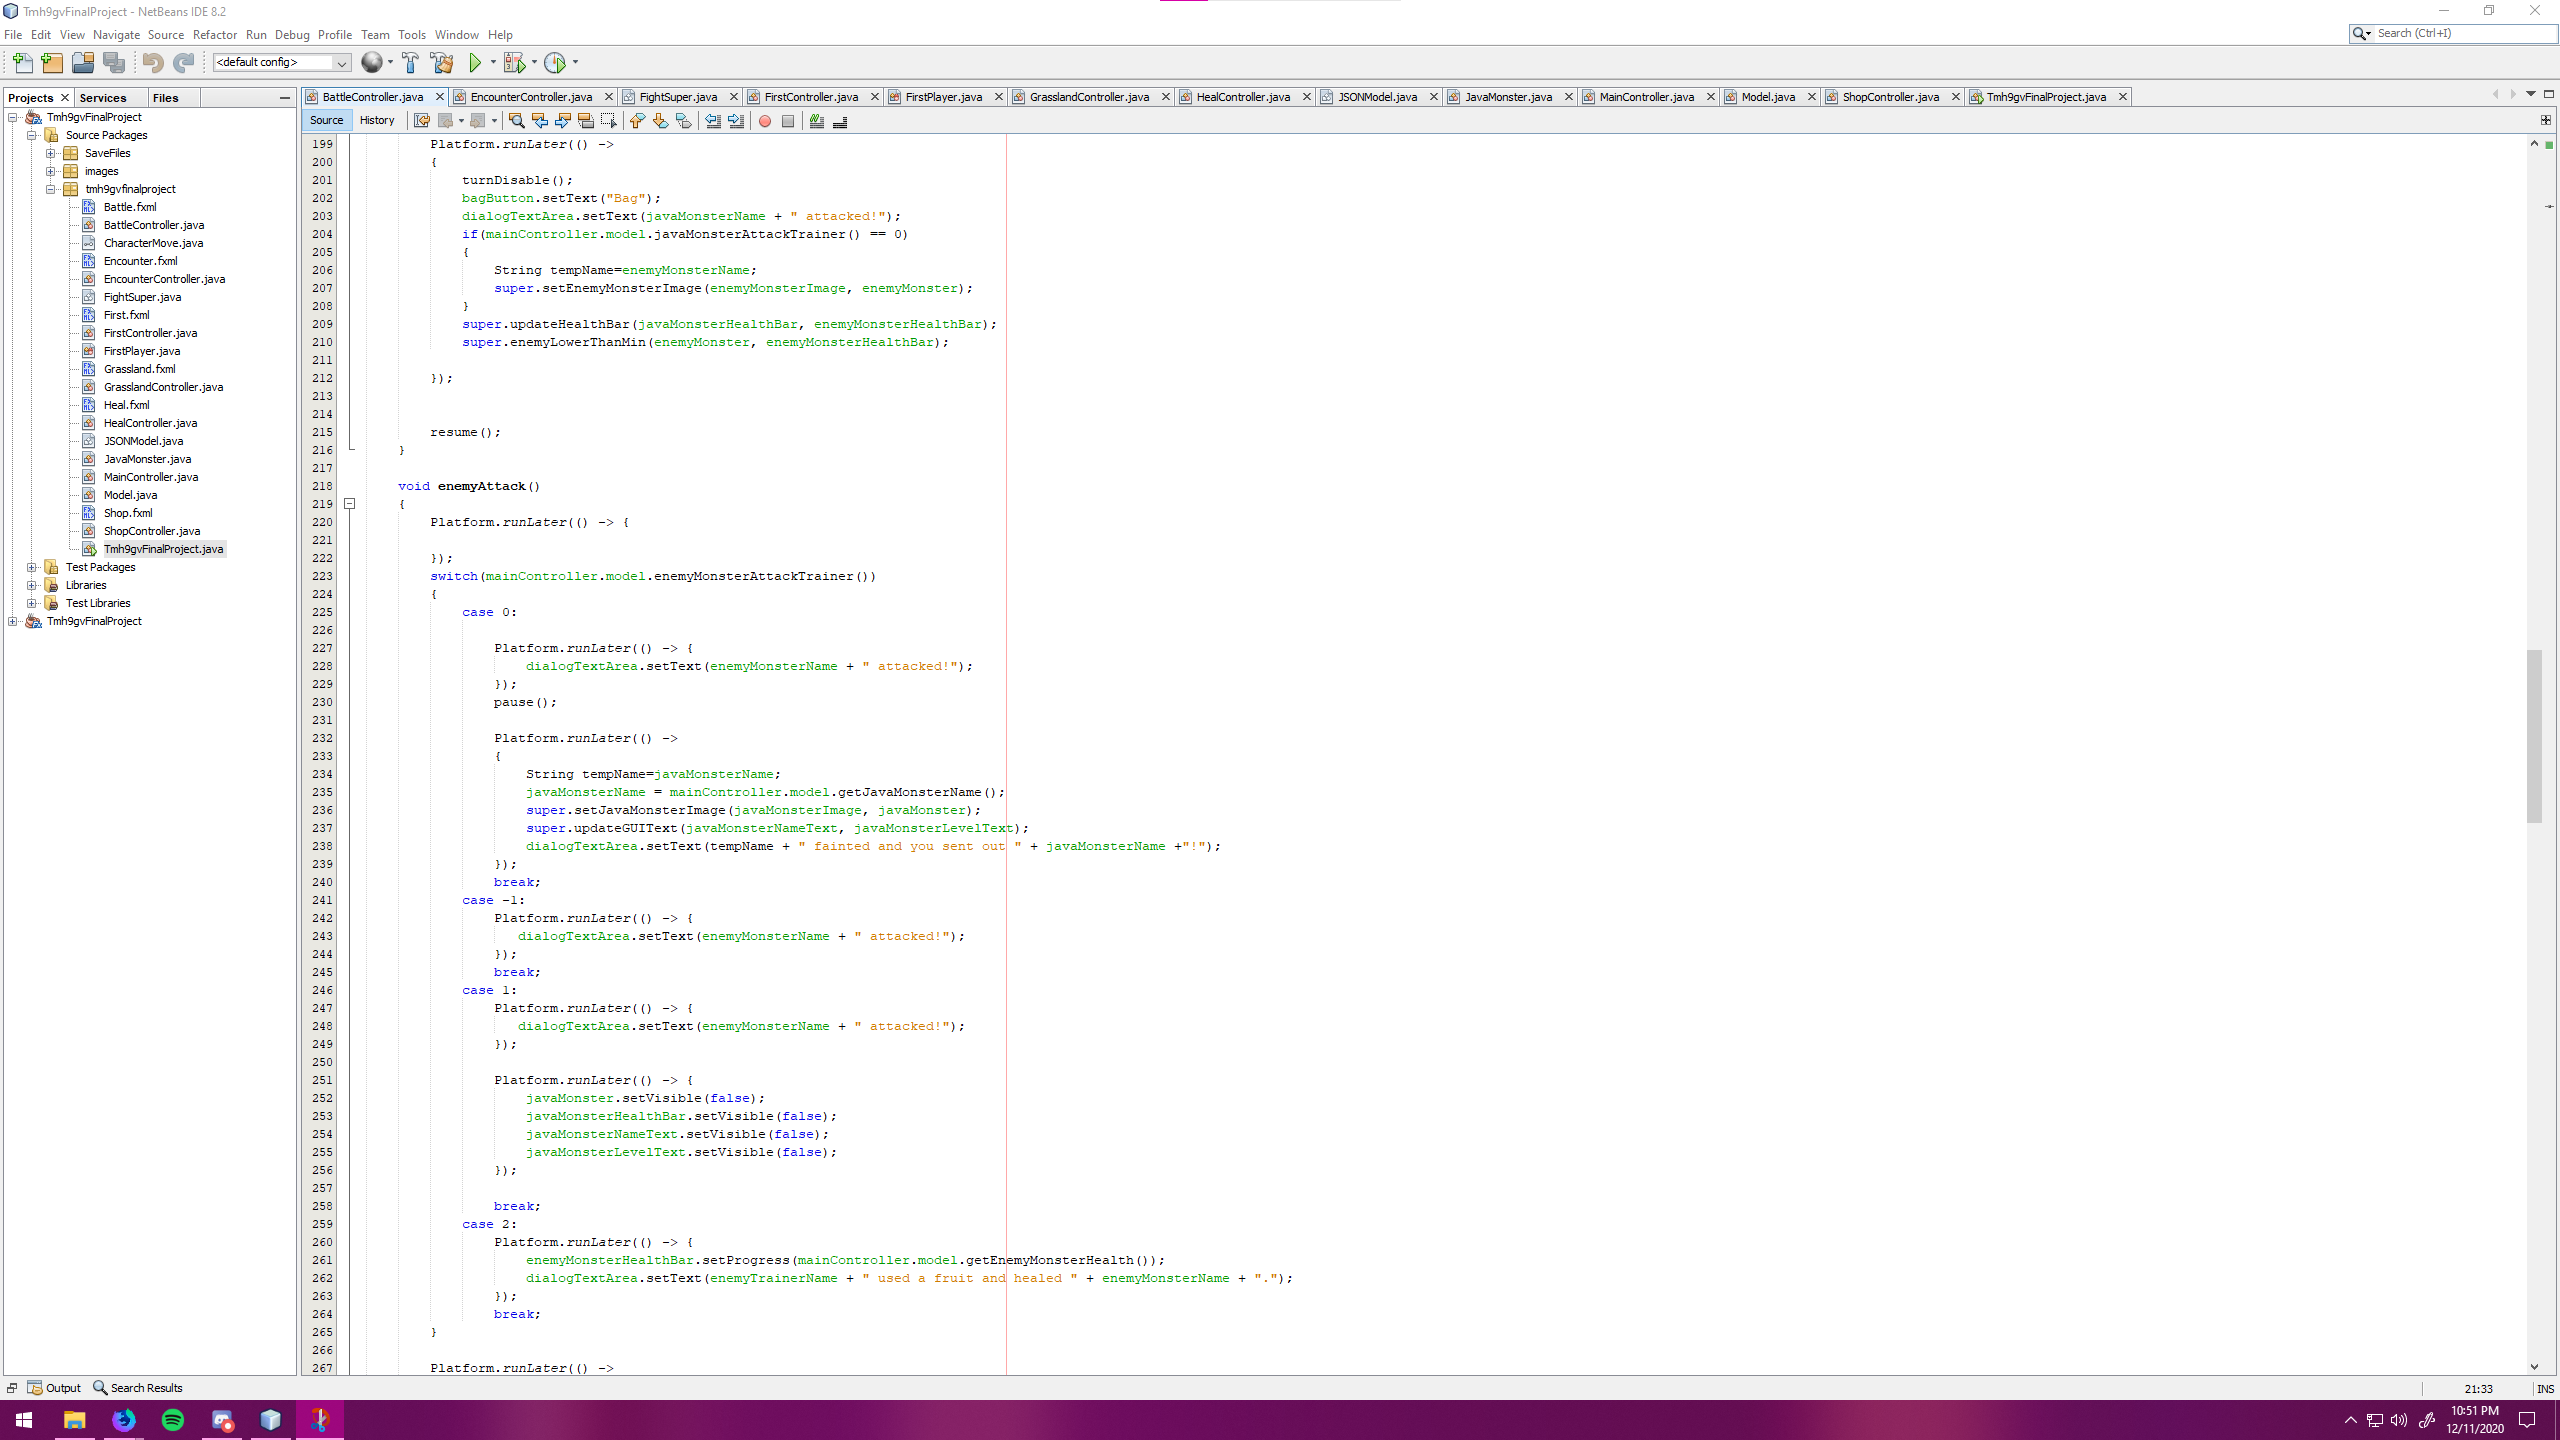 Tmh9gvFinalProject - NetBeans IDE 8.2
File Edit View Navigate Source Refactor Run Debug Profile Team Tools Window Help
Search (Ctrl+I)
<default config>
Projects Services Files
BattleController.java EncounterController.java FightSuper.java FirstController.java FirstPlayer.java GrasslandController.java HealController.java JSONModel.java JavaMonster.java MainController.java Model.java ShopController.java Tmh9gvFinalProject.java
Source History
Tmh9gvFinalProject
Source Packages
SaveFiles
images
tmh9gvfinalproject
Battle.fxml
BattleController.java
CharacterMove.java
Encounter.fxml
EncounterController.java
FightSuper.java
First.fxml
FirstController.java
FirstPlayer.java
Grassland.fxml
GrasslandController.java
Heal.fxml
HealController.java
JSONModel.java
JavaMonster.java
MainController.java
Model.java
Shop.fxml
ShopController.java
Tmh9gvFinalProject.java
Test Packages
Libraries
Test Libraries
Tmh9gvFinalProject
199 Platform.runLater(() ->
200 {
201 turnDisable();
202 bagButton.setText("Bag");
203 dialogTextArea.setText(javaMonsterName + " attacked!");
204 if(mainController.model.javaMonsterAttackTrainer() == 0)
205 {
206 String tempName=enemyMonsterName;
207 super.setEnemyMonsterImage(enemyMonsterImage, enemyMonster);
208 }
209 super.updateHealthBar(javaMonsterHealthBar, enemyMonsterHealthBar);
210 super.enemyLowerThanMin(enemyMonster, enemyMonsterHealthBar);
211
212 });
213
214
215 resume();
216 }
217
218 void enemyAttack()
219 {
220 Platform.runLater(() -> {
221
222 });
223 switch(mainController.model.enemyMonsterAttackTrainer())
224 {
225 case 0:
226
227 Platform.runLater(() -> {
228 dialogTextArea.setText(enemyMonsterName + " attacked!");
229 });
230 pause();
231
232 Platform.runLater(() ->
233 {
234 String tempName=javaMonsterName;
235 javaMonsterName = mainController.model.getJavaMonsterName();
236 super.setJavaMonsterImage(javaMonsterImage, javaMonster);
237 super.updateGUIText(javaMonsterNameText, javaMonsterLevelText);
238 dialogTextArea.setText(tempName + " fainted and you sent out " + javaMonsterName +"!");
239 });
240 break;
241 case -1:
242 Platform.runLater(() -> {
243 dialogTextArea.setText(enemyMonsterName + " attacked!");
244 });
245 break;
246 case 1:
247 Platform.runLater(() -> {
248 dialogTextArea.setText(enemyMonsterName + " attacked!");
249 });
250
251 Platform.runLater(() -> {
252 javaMonster.setVisible(false);
253 javaMonsterHealthBar.setVisible(false);
254 javaMonsterNameText.setVisible(false);
255 javaMonsterLevelText.setVisible(false);
256 });
257
258 break;
259 case 2:
260 Platform.runLater(() -> {
261 enemyMonsterHealthBar.setProgress(mainController.model.getEnemyMonsterHealth());
262 dialogTextArea.setText(enemyTrainerName + " used a fruit and healed " + enemyMonsterName + ".");
263 });
264 break;
265 }
266
267 Platform.runLater(() ->
Output Search Results
21:33 INS
10:51 PM
12/11/2020